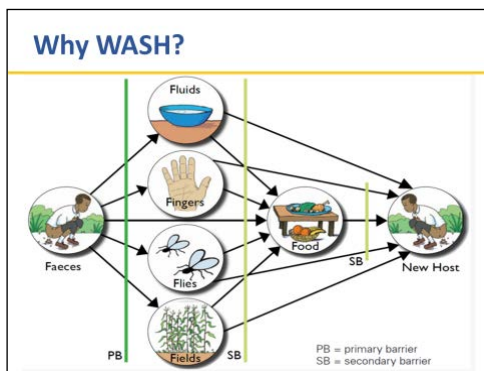 Why WASH?
Fluids
Fingers
Faeces
Food
Flies
New Host
Fields
PB
SB
SB
PB = primary barrier
SB = secondary barrier